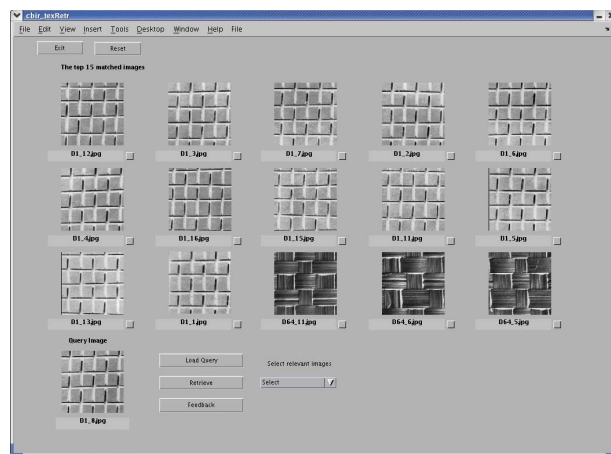 cbir_texRetr
File Edit View Insert Tools Desktop Window Help File
Exit Reset
The top 15 matched images
D1_12.jpg D1_3.jpg D1_7.jpg D1_2.jpg D1_6.jpg
D1_4.jpg D1_16.jpg D1_15.jpg D1_11.jpg D1_5.jpg
D1_13.jpg D1_1.jpg D64_11.jpg D64_6.jpg D64_5.jpg
Query Image
Load Query Select relevant images
Retrieve Select
Feedback
D1_8.jpg